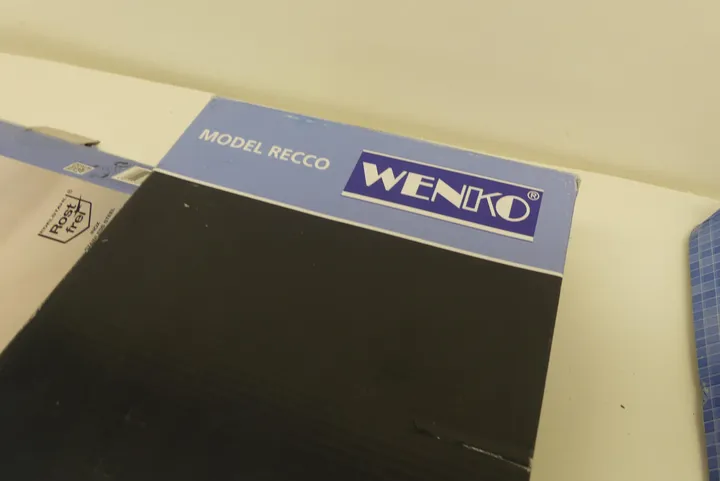 MODEL RECCO
WENKO®
Rost
frei